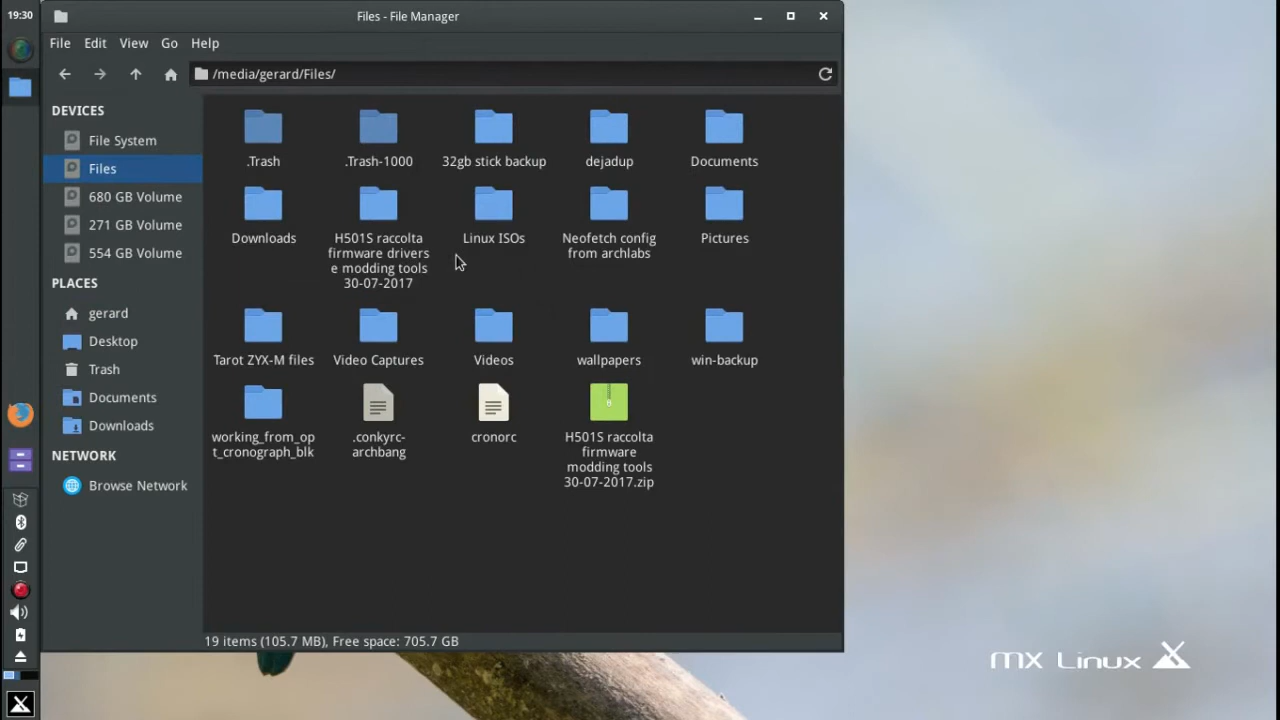 19:30
Files - File Manager
File Edit View Go Help
/media/gerard/Files/
DEVICES
File System
Files
680 GB Volume
271 GB Volume
554 GB Volume
PLACES
gerard
Desktop
Trash
Documents
Downloads
NETWORK
Browse Network
.Trash
.Trash-1000
32gb stick backup
dejadup
Documents
Downloads
H501S raccolta
firmware drivers
e modding tools
30-07-2017
Linux ISOs
Neofetch config
from archlabs
Pictures
Tarot ZYX-M files
Video Captures
Videos
wallpapers
win-backup
working_from_op
t_cronograph_blk
.conkyrc-
archbang
cronorc
H501S raccolta
firmware
modding tools
30-07-2017.zip
19 items (105.7 MB), Free space: 705.7 GB
MX Linux